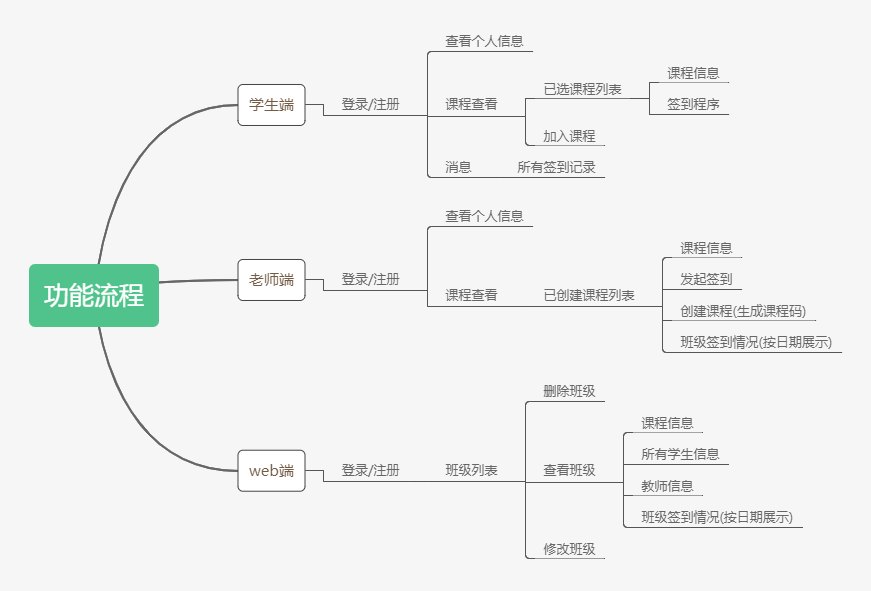 功能流程
学生端
登录/注册
查看个人信息
课程查看
已选课程列表
课程信息
签到程序
加入课程
消息
所有签到记录
老师端
登录/注册
查看个人信息
课程查看
已创建课程列表
课程信息
发起签到
创建课程(生成课程码)
班级签到情况(按日期展示)
web端
登录/注册
班级列表
删除班级
查看班级
课程信息
所有学生信息
教师信息
班级签到情况(按日期展示)
修改班级